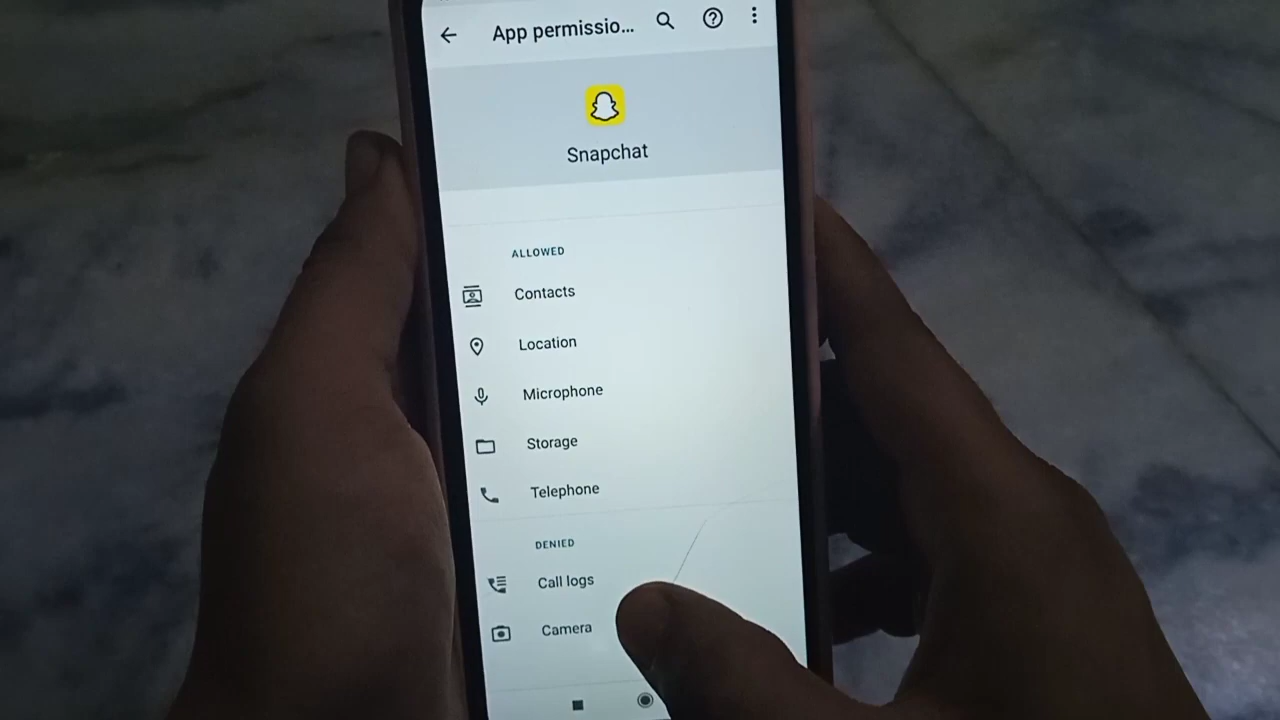 App permissio...
Snapchat
ALLOWED
Contacts
Location
Microphone
Storage
Telephone
DENIED
Call logs
Camera